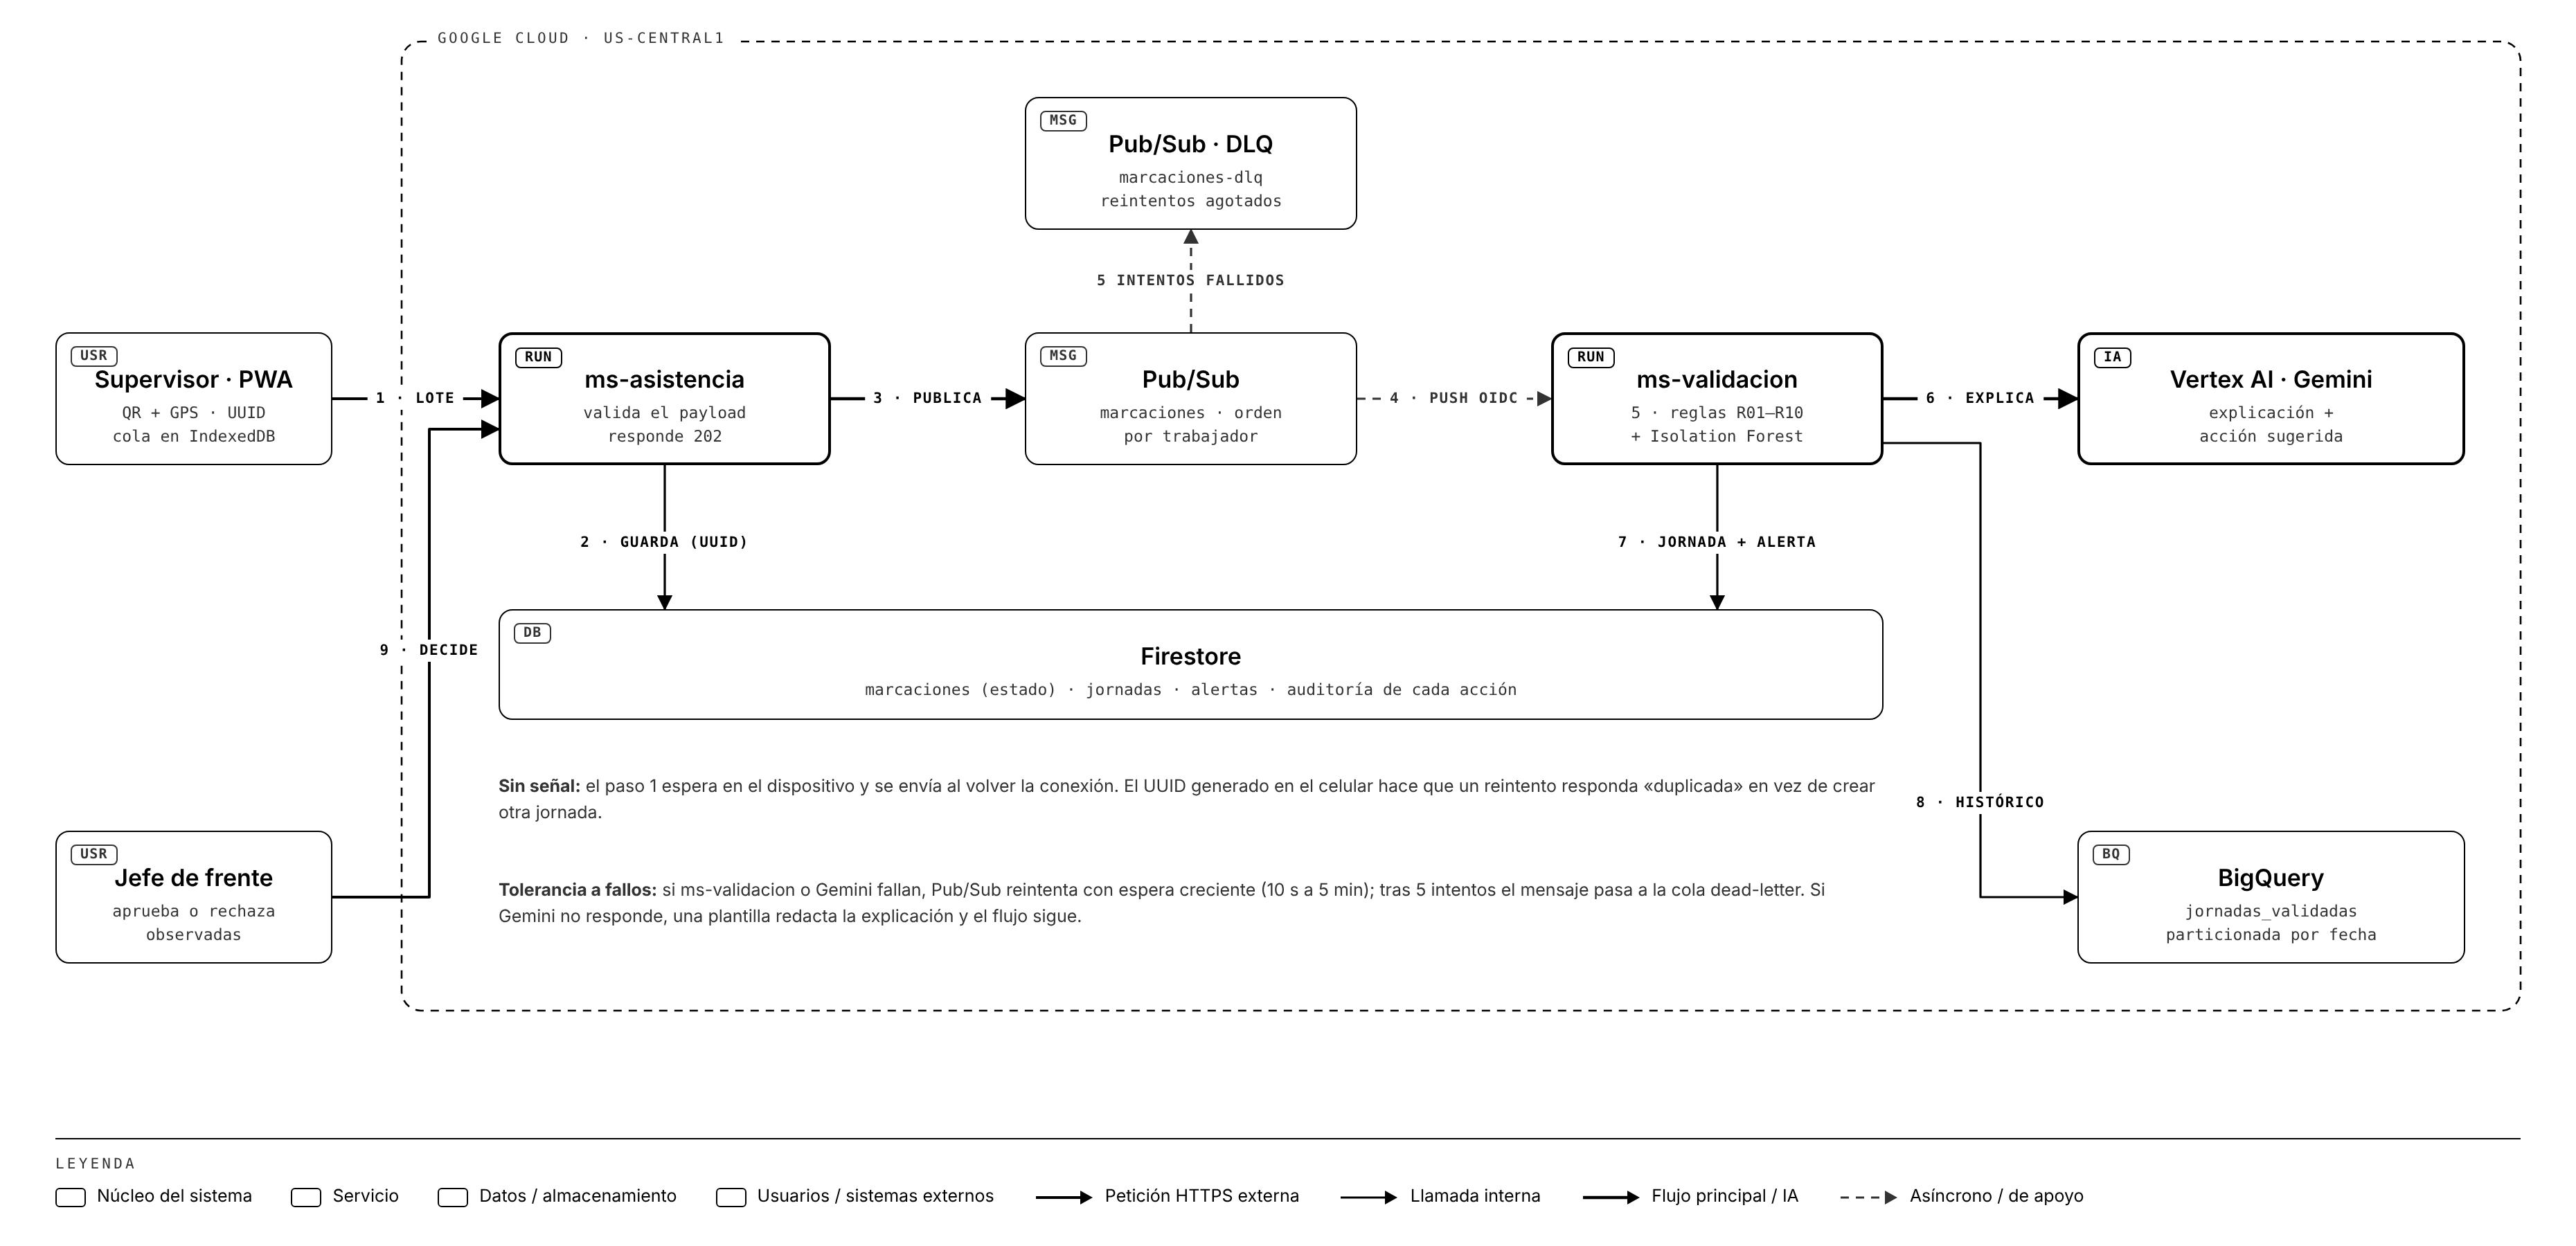 GOOGLE CLOUD · US-CENTRAL1
MSG
Pub/Sub · DLQ
marcaciones-dlq
reintentos agotados
5 INTENTOS FALLIDOS
USR
Supervisor · PWA
QR + GPS · UUID
cola en IndexedDB
1 · LOTE
RUN
ms-asistencia
valida el payload
responde 202
3 · PUBLICA
MSG
Pub/Sub
marcaciones · orden
por trabajador
4 · PUSH OIDC
RUN
ms-validacion
5 · reglas R01–R10
+ Isolation Forest
6 · EXPLICA
IA
Vertex AI · Gemini
explicación +
acción sugerida
2 · GUARDA (UUID)
7 · JORNADA + ALERTA
9 · DECIDE
DB
Firestore
marcaciones (estado) · jornadas · alertas · auditoría de cada acción
Sin señal: el paso 1 espera en el dispositivo y se envía al volver la conexión. El UUID generado en el celular hace que un reintento responda «duplicada» en vez de crear
otra jornada.
8 · HISTÓRICO
USR
Jefe de frente
aprueba o rechaza
observadas
Tolerancia a fallos: si ms-validacion o Gemini fallan, Pub/Sub reintenta con espera creciente (10 s a 5 min); tras 5 intentos el mensaje pasa a la cola dead-letter. Si
Gemini no responde, una plantilla redacta la explicación y el flujo sigue.
BQ
BigQuery
jornadas_validadas
particionada por fecha
LEYENDA
Núcleo del sistema
Servicio
Datos / almacenamiento
Usuarios / sistemas externos
Petición HTTPS externa
Llamada interna
Flujo principal / IA
Asíncrono / de apoyo